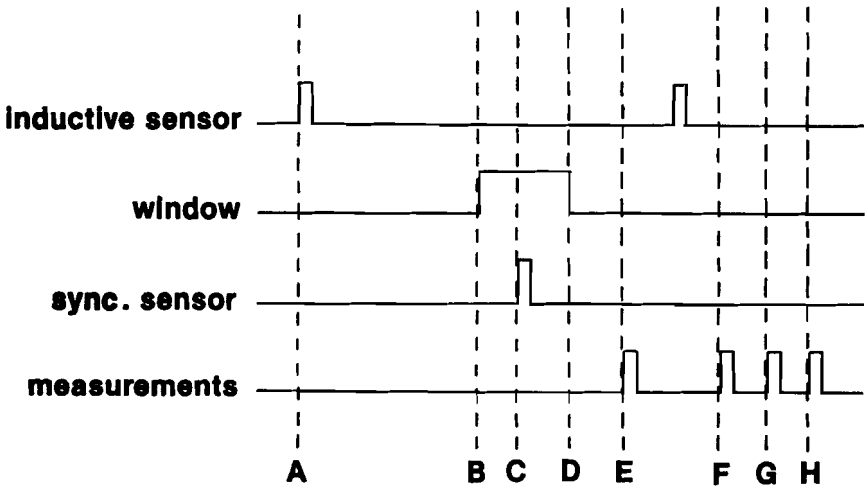 inductive sensor
window
sync. sensor
measurements
A B C D E F G H